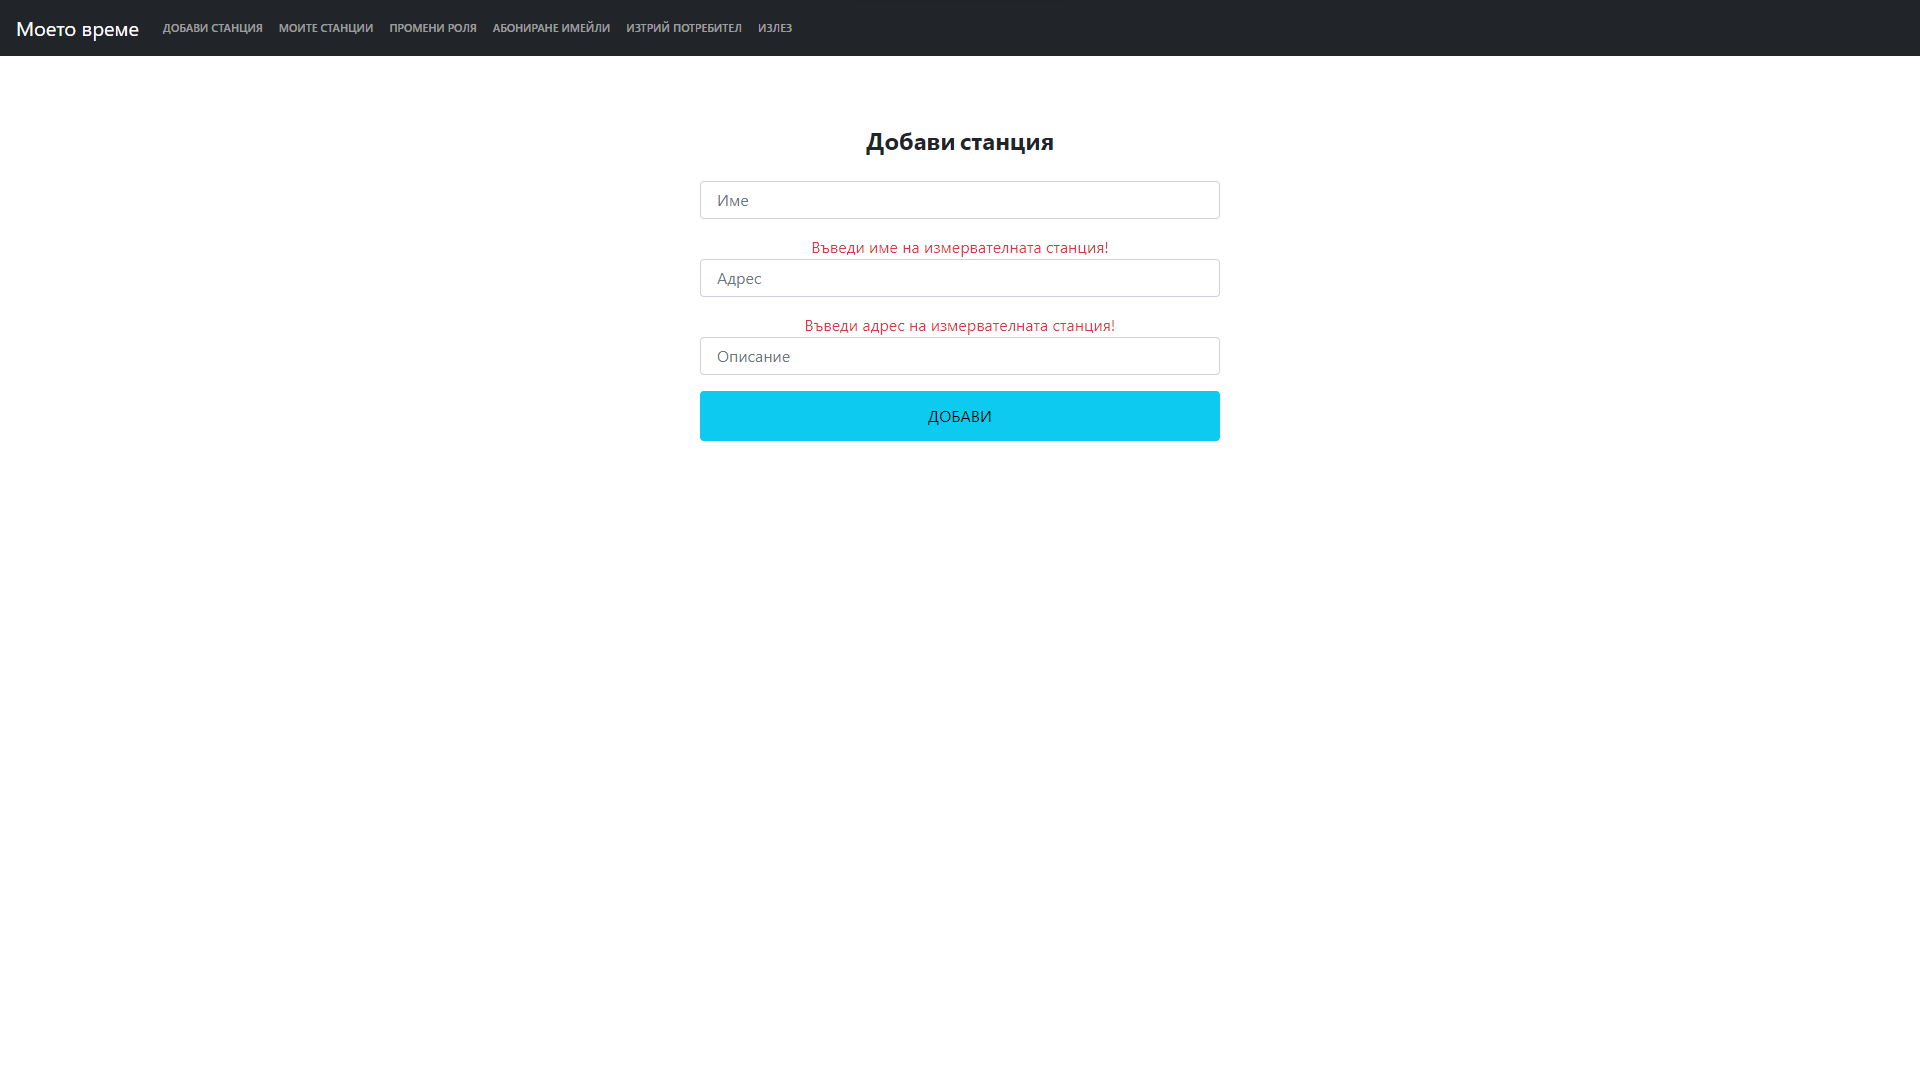 Моето време ДОБАВИ СТАНЦИЯ МОИТЕ СТАНЦИИ ПРОМЕНИ РОЛЯ АБОНИРАНЕ ИМЕЙЛИ ИЗТРИЙ ПОТРЕБИТЕЛ ИЗЛЕЗ
Добави станция
Име
Въведи име на измервателната станция!
Адрес
Въведи адрес на измервателната станция!
Описание
ДОБАВИ